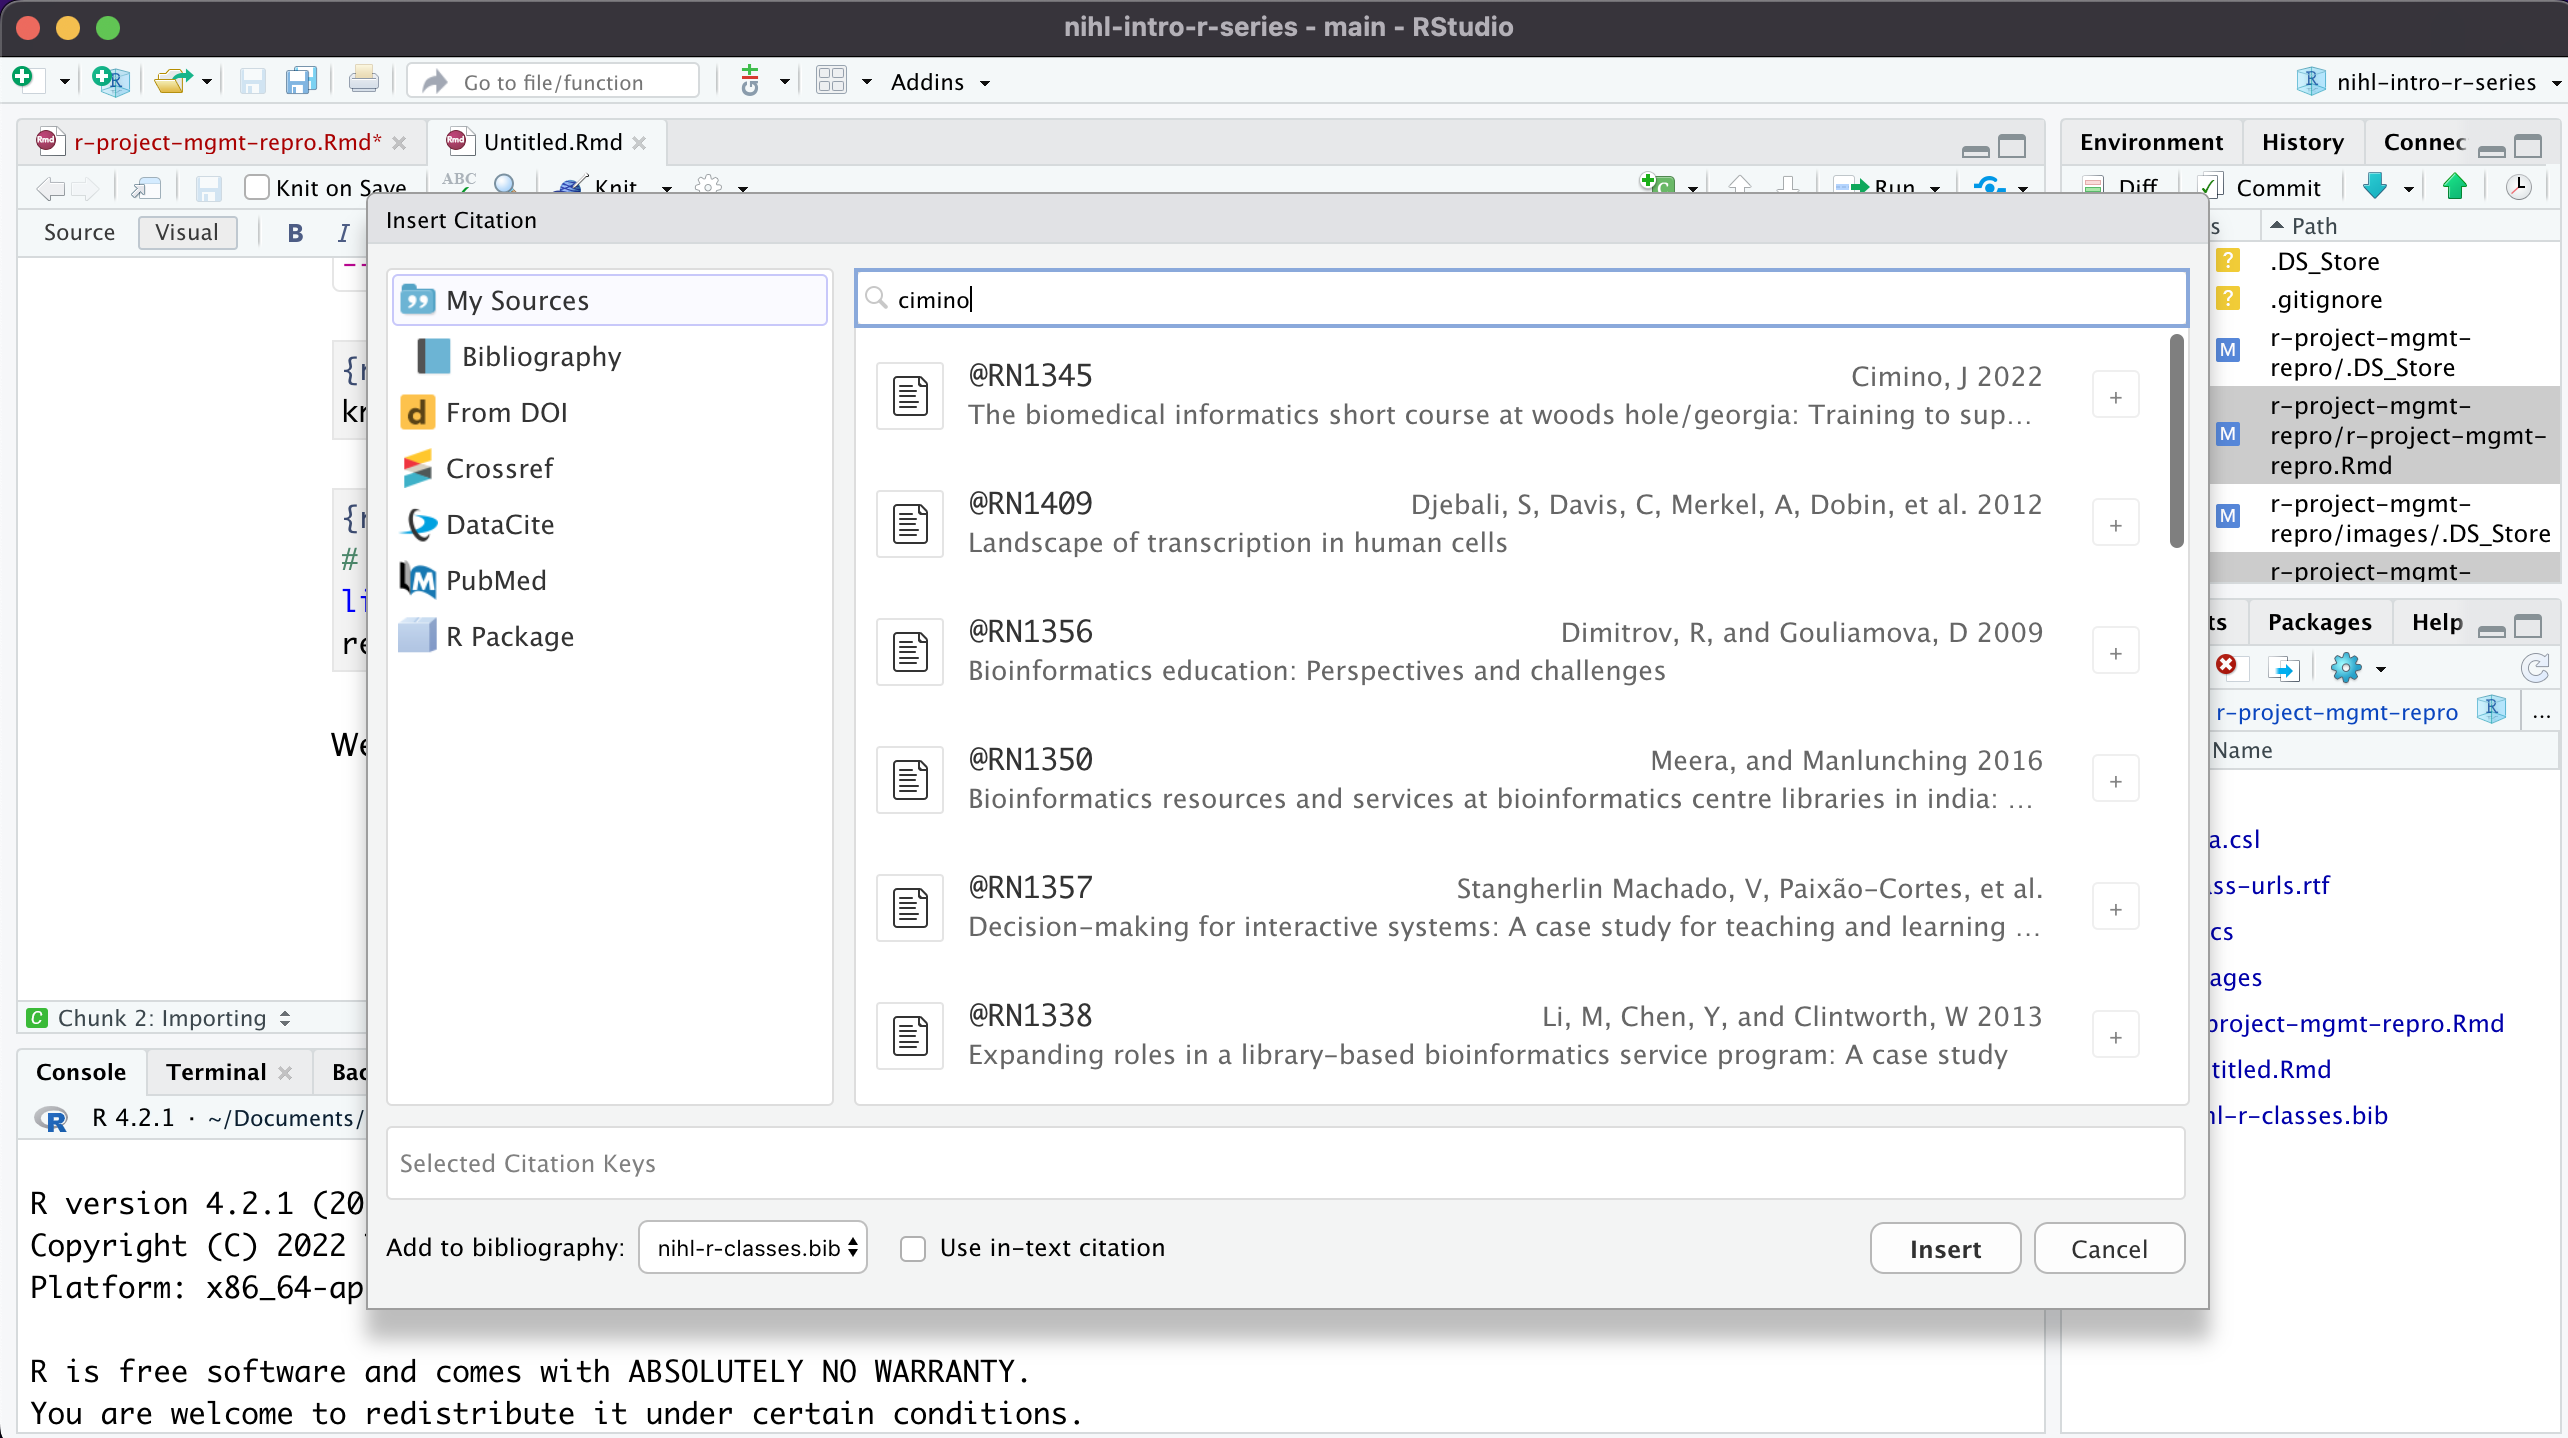 nihl-intro-r-series - main - RStudio
Go to file/function
Addins
nihl-intro-r-series
r-project-mgmt-repro.Rmd*
Untitled.Rmd
Environment
History
Connec
Knit on Save
ABC
Knit
Run
Diff
Commit
Source
Visual
B
I
Path
Insert Citation
My Sources
Bibliography
From DOI
Crossref
DataCite
PubMed
R Package
cimino
@RN1345
Cimino, J 2022
The biomedical informatics short course at woods hole/georgia: Training to sup...
@RN1409
Djebali, S, Davis, C, Merkel, A, Dobin, et al. 2012
Landscape of transcription in human cells
@RN1356
Dimitrov, R, and Gouliamova, D 2009
Bioinformatics education: Perspectives and challenges
@RN1350
Meera, and Manlunching 2016
Bioinformatics resources and services at bioinformatics centre libraries in india: ...
@RN1357
Stangherlin Machado, V, Paixão-Cortes, et al.
Decision-making for interactive systems: A case study for teaching and learning ...
@RN1338
Li, M, Chen, Y, and Clintworth, W 2013
Expanding roles in a library-based bioinformatics service program: A case study
Selected Citation Keys
Add to bibliography:
nihl-r-classes.bib
Use in-text citation
Insert
Cancel
.DS_Store
.gitignore
r-project-mgmt-
repro/.DS_Store
r-project-mgmt-
repro/r-project-mgmt-
repro.Rmd
r-project-mgmt-
repro/images/.DS_Store
r-project-mgmt-
ts
Packages
Help
r-project-mgmt-repro
...
Name
a.csl
ss-urls.rtf
cs
ages
project-mgmt-repro.Rmd
titled.Rmd
hl-r-classes.bib
We
Chunk 2: Importing
Console
Terminal
Bac
R 4.2.1 · ~/Documents/
R version 4.2.1 (20
Copyright (C) 2022
Platform: x86_64-ap
R is free software and comes with ABSOLUTELY NO WARRANTY.
You are welcome to redistribute it under certain conditions.